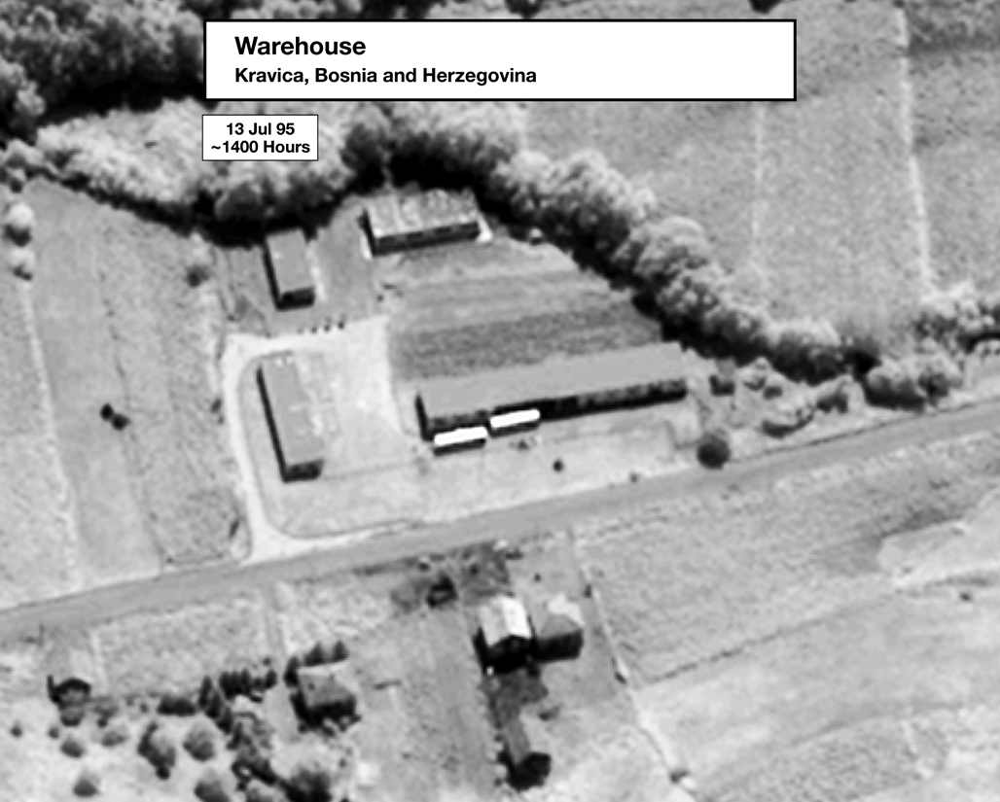 Warehouse
Kravica, Bosnia and Herzegovina
13 Jul 95
~1400 Hours